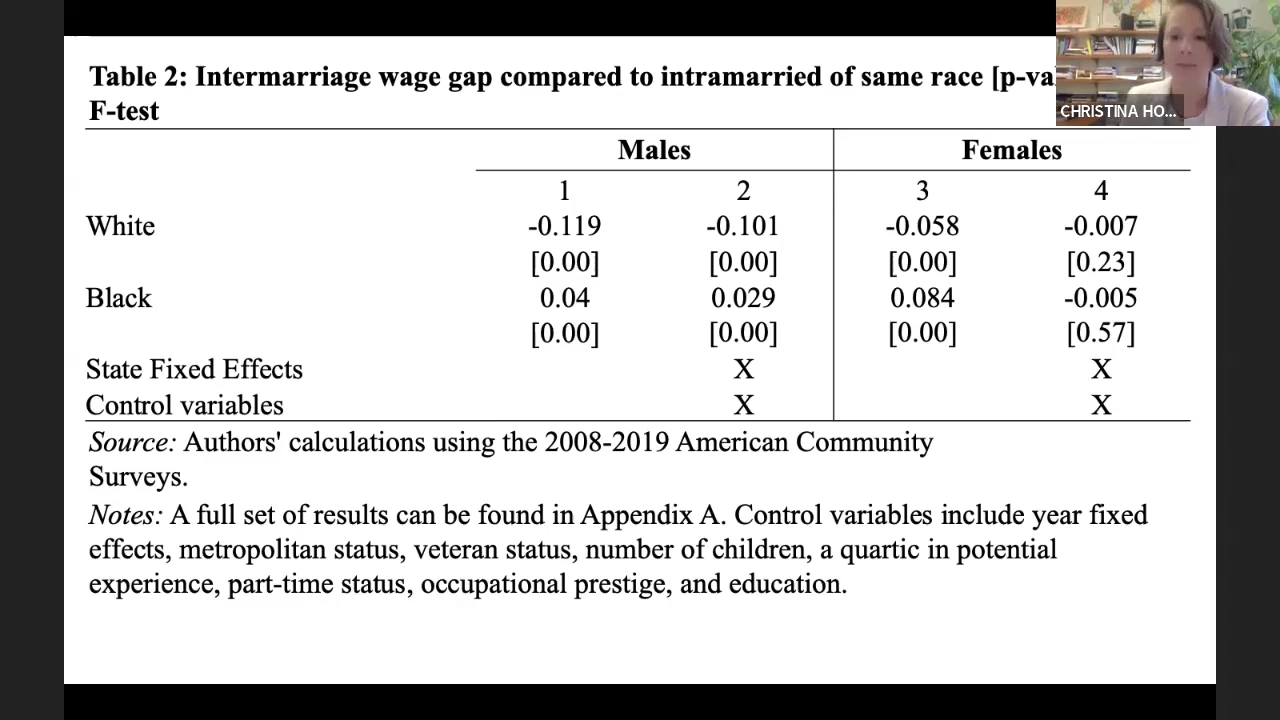 Table 2: Intermarriage wage gap compared to intramarried of same race
F-test
CHRISTINA HO...
Males Females
1 2 3 4
White -0.119 -0.101 -0.058 -0.007
[0.00] [0.00] [0.00] [0.23]
Black 0.04 0.029 0.084 -0.005
[0.00] [0.00] [0.00] [0.57]
State Fixed Effects X X
Control variables X X
Source: Authors' calculations using the 2008-2019 American Community
Surveys.
Notes: A full set of results can be found in Appendix A. Control variables include year fixed
effects, metropolitan status, veteran status, number of children, a quartic in potential
experience, part-time status, occupational prestige, and education.